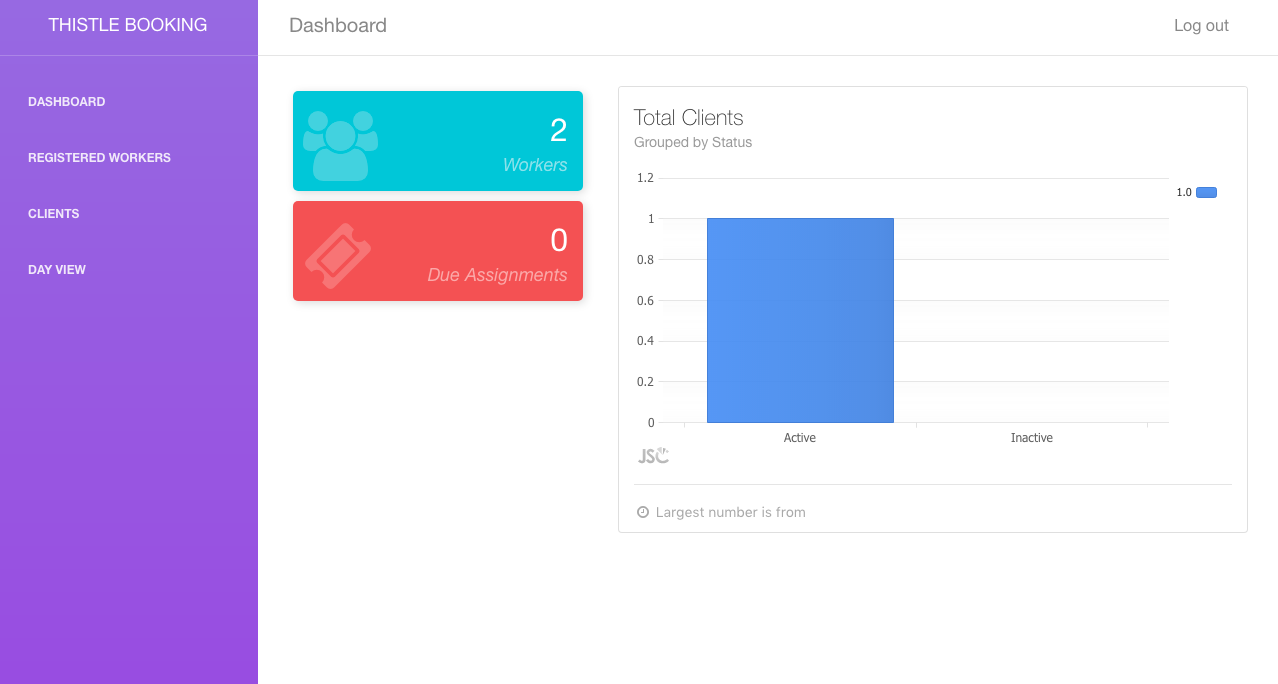 THISTLE BOOKING
Dashboard
Log out
DASHBOARD
REGISTERED WORKERS
CLIENTS
DAY VIEW
2
Workers
0
Due Assignments
Total Clients
Grouped by Status
1.2
1
0.8
0.6
0.4
0.2
0
1.0
Active
Inactive
JSC
Largest number is from